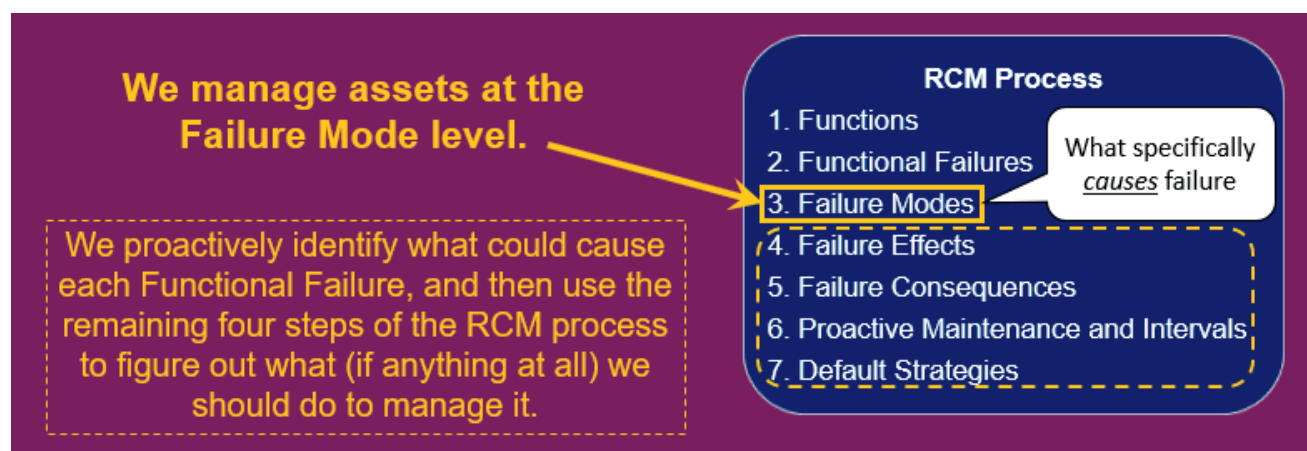 We manage assets at the
Failure Mode level.
We proactively identify what could cause
each Functional Failure, and then use the
remaining four steps of the RCM process
to figure out what (if anything at all) we
should do to manage it.
RCM Process
1. Functions
2. Functional Failures
3. Failure Modes
4. Failure Effects
5. Failure Consequences
6. Proactive Maintenance and Intervals
7. Default Strategies
What specifically
causes failure